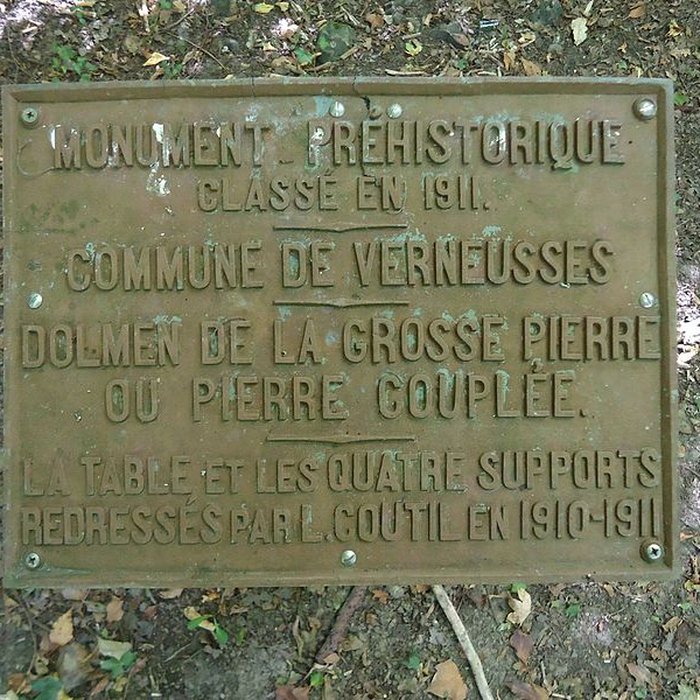 MONUMENT PRÉHISTORIQUE
CLASSÉ EN 1911.
COMMUNE DE VERNEUSSES
DOLMEN DE LA GROSSE PIERRE
OU PIERRE COUPLÉE.
LA TABLE ET LES QUATRE SUPPORTS
REDRESSÉS PAR L. COUTIL EN 1910-1911